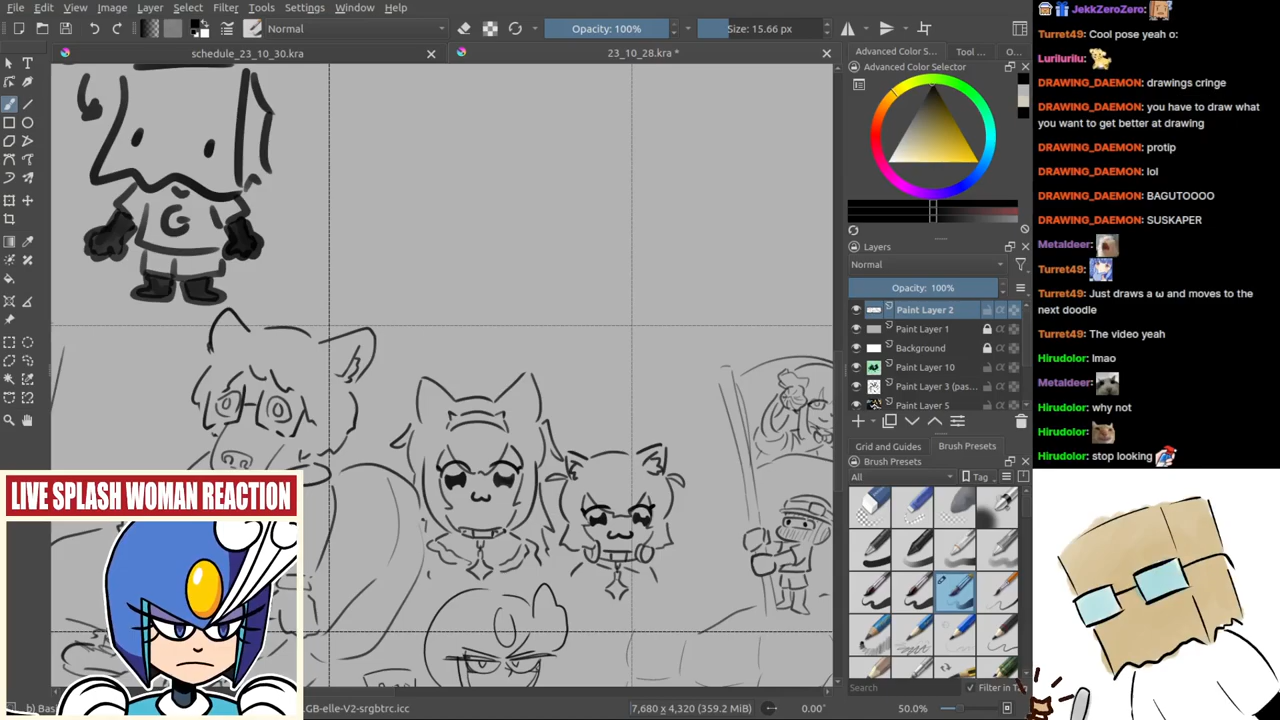 File Edit View Image Layer Select Filter Tools Settings Window Help
Normal
Opacity: 100%
Size: 15.66 px
schedule_23_10_30.kra
23_10_28.kra *
Advanced Color S...
Tool ...
O...
Advanced Color Selector
Layers
Normal
Opacity: 100%
Paint Layer 2
Paint Layer 1
Background
Paint Layer 10
Paint Layer 3 (pas...
Paint Layer 5
Grid and Guides
Brush Presets
Brush Presets
All
Tag
Search
Filter in Tag
G
LIVE SPLASH WOMAN REACTION
b) Bas
GB-elle-V2-srgbtrc.icc
7,680 x 4,320 (359.2 MiB)
0.00°
50.0%
JekkZeroZero:
Turret49: Cool pose yeah o:
Lurilurilu:
DRAWING_DAEMON: drawings cringe
DRAWING_DAEMON: you have to draw what
you want to get better at drawing
DRAWING_DAEMON: protip
DRAWING_DAEMON: lol
DRAWING_DAEMON: BAGUTOOOO
DRAWING_DAEMON: SUSKAPER
Metaldeer:
Turret49:
Turret49: Just draws a ω and moves to the
next doodle
Turret49: The video yeah
Hirudolor: lmao
Metaldeer:
Hirudolor: why not
Hirudolor:
Hirudolor: stop looking